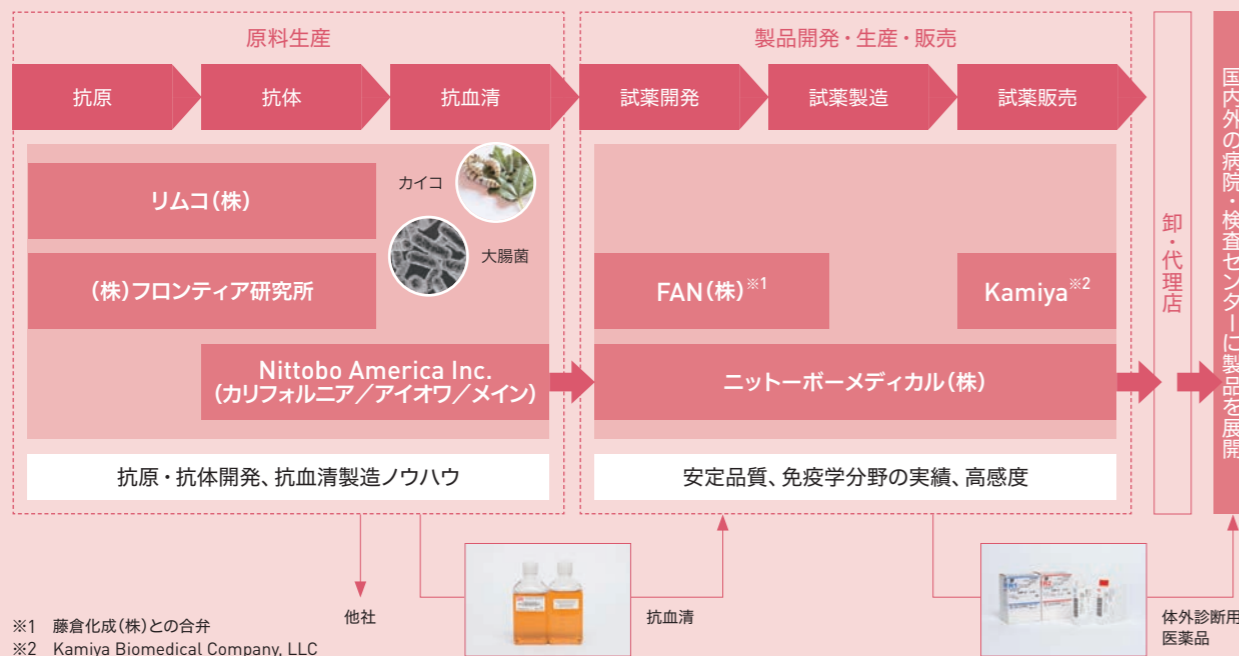 原料生産
抗原
抗体
抗血清
リムコ(株)
カイコ
大腸菌
(株)フロンティア研究所
Nittobo America Inc.
(カリフォルニア/アイオワ/メイン)
抗原・抗体開発、抗血清製造ノウハウ
製品開発・生産・販売
試薬開発
試薬製造
試薬販売
FAN(株)※1
Kamiya※2
ニットーボーメディカル(株)
安定品質、免疫学分野の実績、高感度
卸・代理店
国内外の病院・検査センターに製品を展開
他社
抗血清
体外診断用
医薬品
※1 藤倉化成(株)との合弁
※2 Kamiya Biomedical Company, LLC